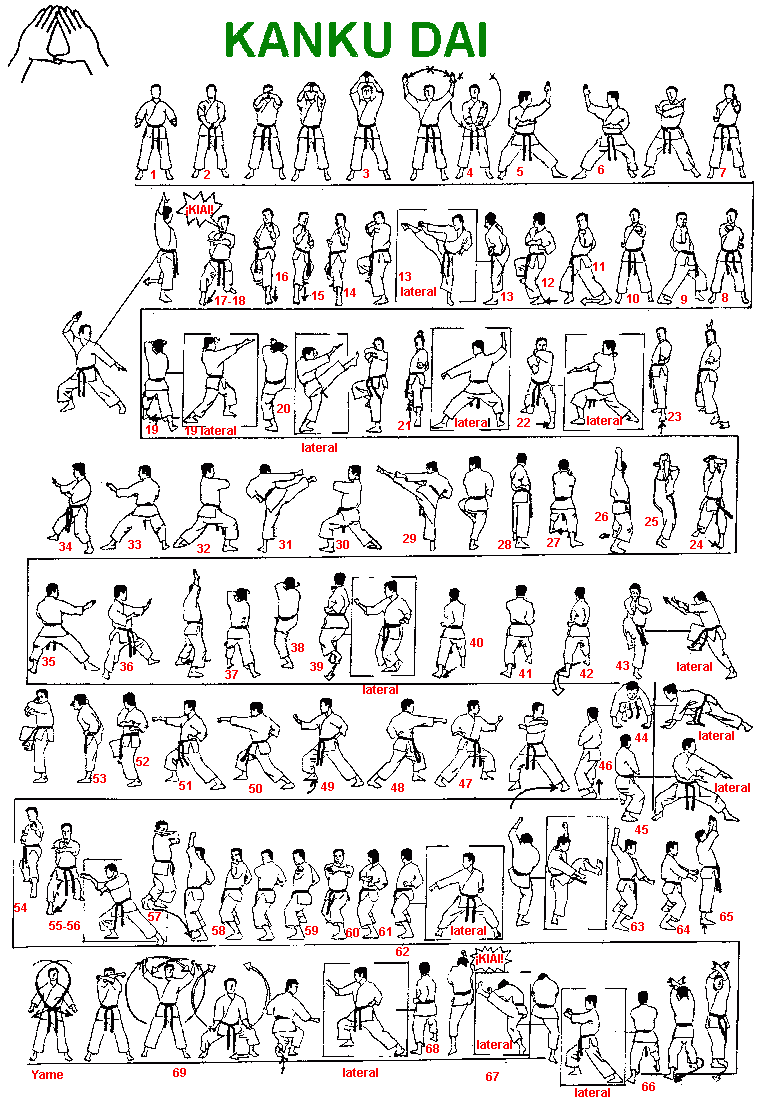 KANKU DAI
1 2 3 4 5 6 7
¡KIAI!
17-18 16 15 14 13 lateral 13 12 11 10 9 8
19 19 lateral 20 lateral 21 lateral 22 lateral 23
34 33 32 31 30 29 28 27 26 25 24
35 36 37 38 39 lateral 40 41 42 43 lateral
53 52 51 50 49 48 47 46 44 lateral
45 lateral
54 55-56 57 58 59 60 61 62 lateral 63 64 65
¡KIAI!
Yame 69 lateral 68 lateral 67 lateral 66